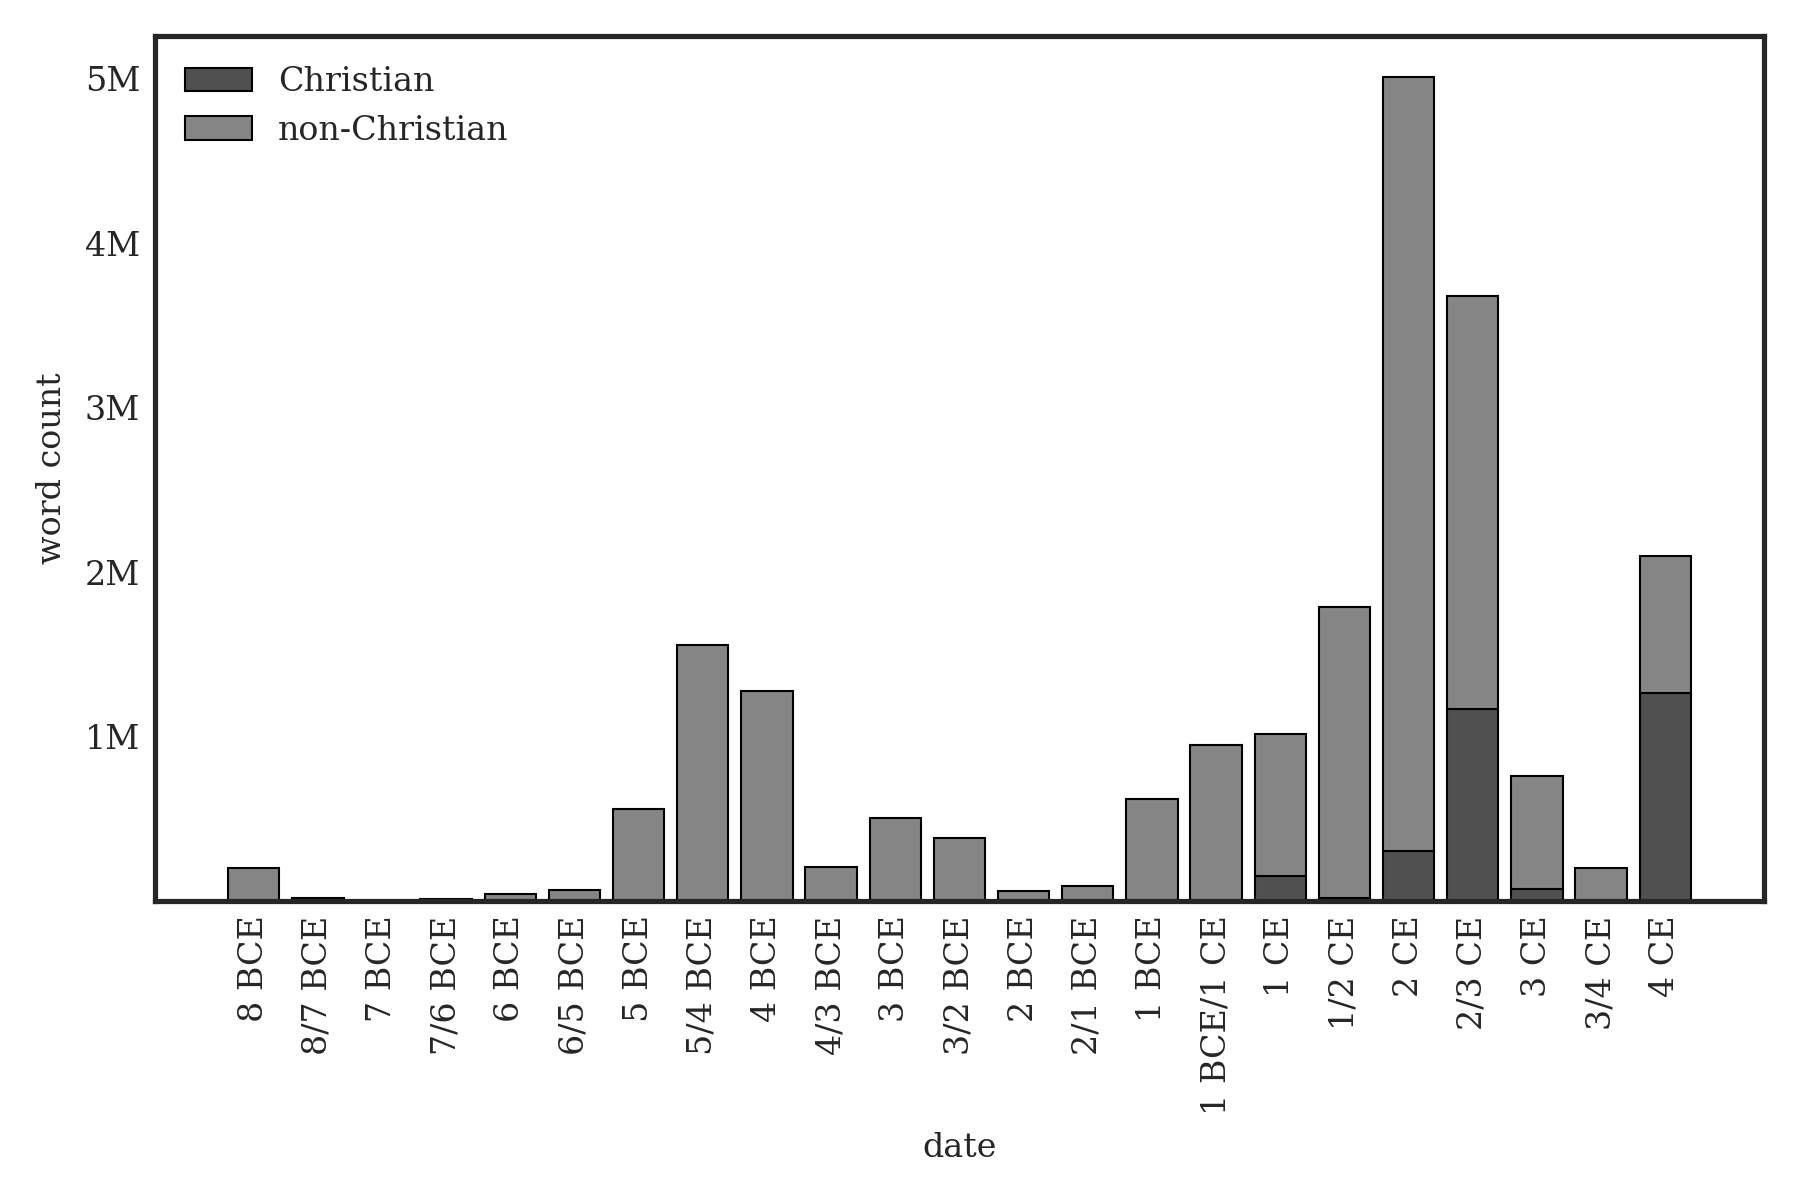 Christian
non-Christian
5M
4M
3M
2M
1M
word count
8 BCE
8/7 BCE
7 BCE
7/6 BCE
6 BCE
6/5 BCE
5 BCE
5/4 BCE
4 BCE
4/3 BCE
3 BCE
3/2 BCE
2 BCE
2/1 BCE
1 BCE
1 BCE/1 CE
1 CE
1/2 CE
2 CE
2/3 CE
3 CE
3/4 CE
4 CE
date